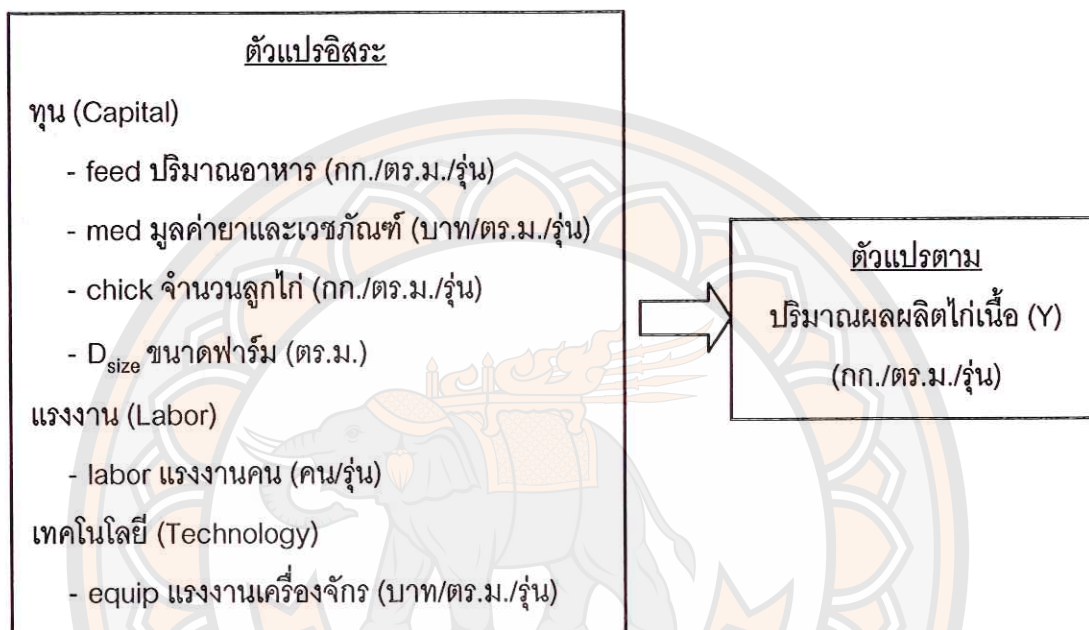 ตัวแปรอิสระ
ทุน (Capital)
- feed ปริมาณอาหาร (กก./ตร.ม./รุ่น)
- med มูลค่ายาและเวชภัณฑ์ (บาท/ตร.ม./รุ่น)
- chick จำนวนลูกไก่ (กก./ตร.ม./รุ่น)
- Dsize ขนาดฟาร์ม (ตร.ม.)
แรงงาน (Labor)
- labor แรงงานคน (คน/รุ่น)
เทคโนโลยี (Technology)
- equip แรงงานเครื่องจักร (บาท/ตร.ม./รุ่น)
ตัวแปรตาม
ปริมาณผลผลิตไก่เนื้อ (Y)
(กก./ตร.ม./รุ่น)